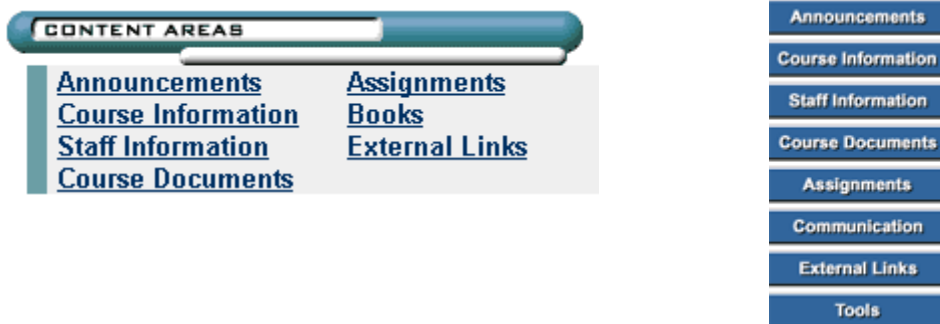 CONTENT AREAS
Announcements
Course Information
Staff Information
Course Documents
Assignments
Books
External Links
Announcements
Course Information
Staff Information
Course Documents
Assignments
Communication
External Links
Tools